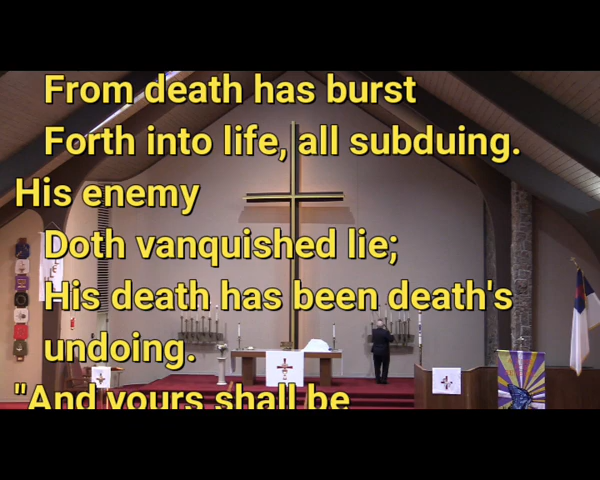 From death has burst
Forth into life, all subduing.
His enemy
Doth vanquished lie;
His death has been death's
undoing.
"And yours shall be